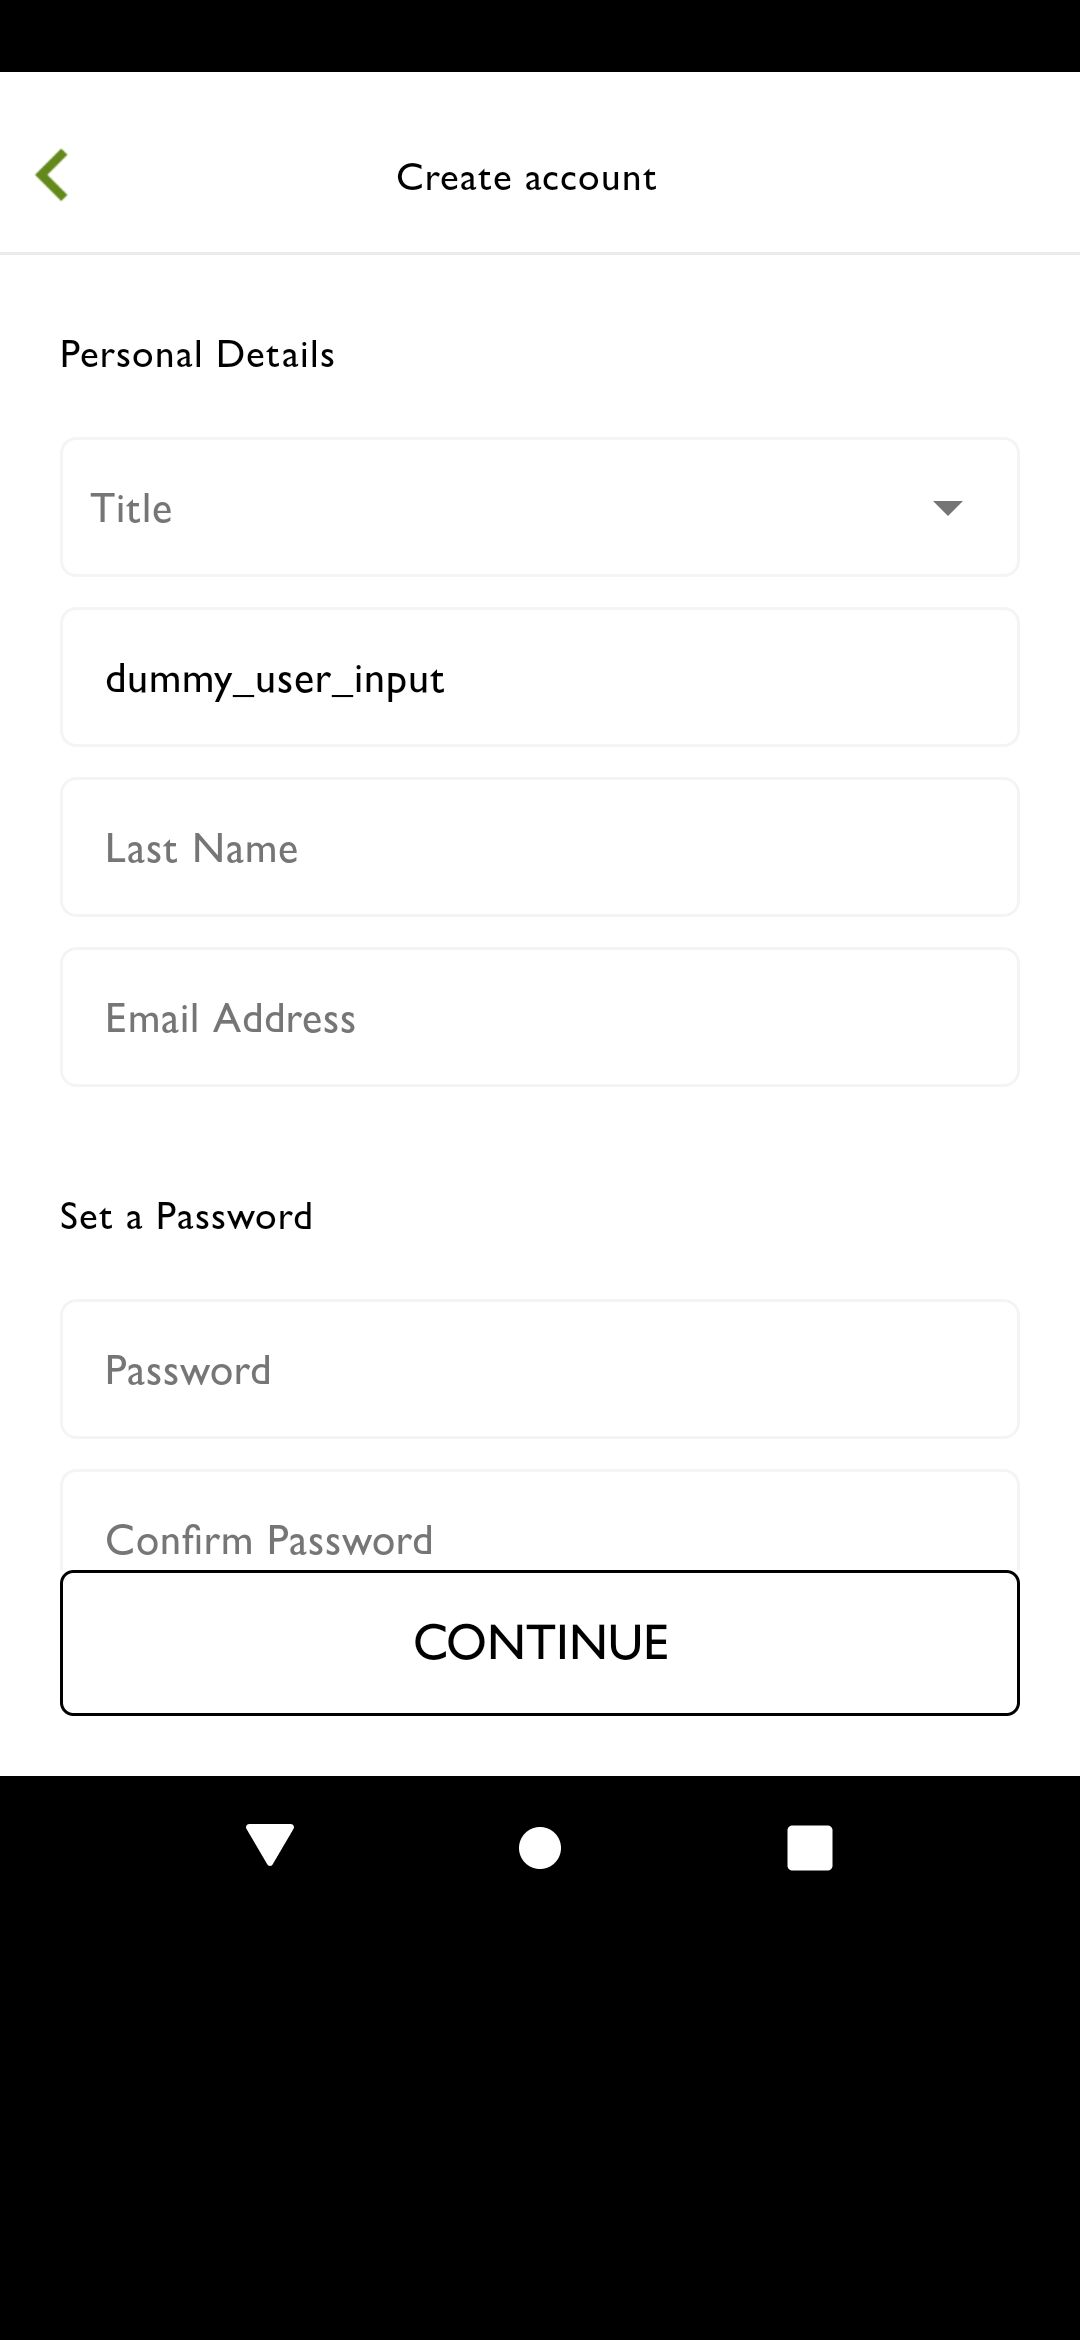 Create account
Personal Details
Title
dummy_user_input
Last Name
Email Address
Set a Password
Password
Confirm Password
CONTINUE